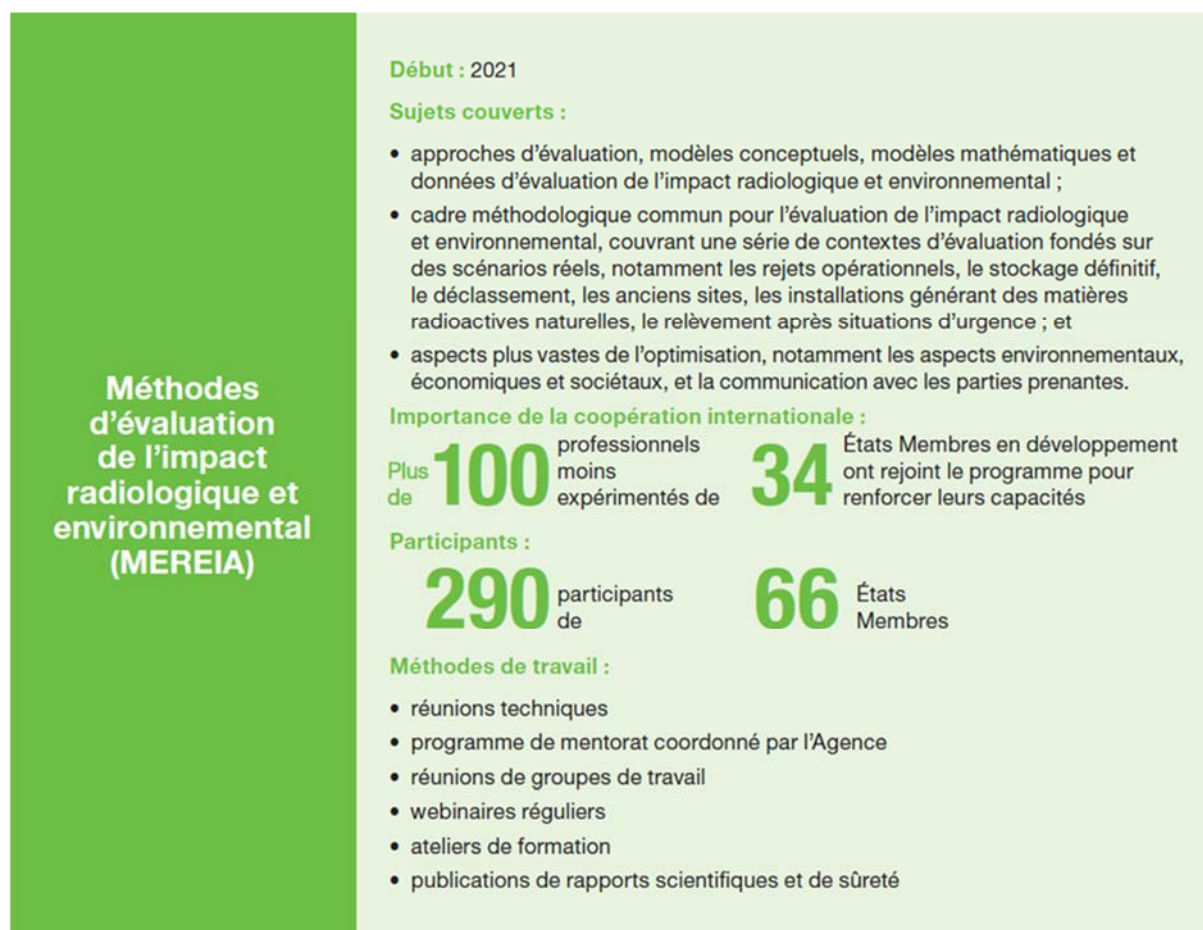 Méthodes
d'évaluation
de l'impact
radiologique et
environnemental
(MEREIA)
Début : 2021
Sujets couverts :
• approches d'évaluation, modèles conceptuels, modèles mathématiques et
données d'évaluation de l'impact radiologique et environnemental ;
• cadre méthodologique commun pour l'évaluation de l'impact radiologique
et environnemental, couvrant une série de contextes d'évaluation fondés sur
des scénarios réels, notamment les rejets opérationnels, le stockage définitif,
le déclassement, les anciens sites, les installations générant des matières
radioactives naturelles, le relèvement après situations d'urgence ; et
• aspects plus vastes de l'optimisation, notamment les aspects environnementaux,
économiques et sociétaux, et la communication avec les parties prenantes.
Importance de la coopération internationale :
Plus
de
100
professionnels
moins
expérimentés de
34
États Membres en développement
ont rejoint le programme pour
renforcer leurs capacités
Participants :
290
participants
de
66
États
Membres
Méthodes de travail :
• réunions techniques
• programme de mentorat coordonné par l'Agence
• réunions de groupes de travail
• webinaires réguliers
• ateliers de formation
• publications de rapports scientifiques et de sûreté